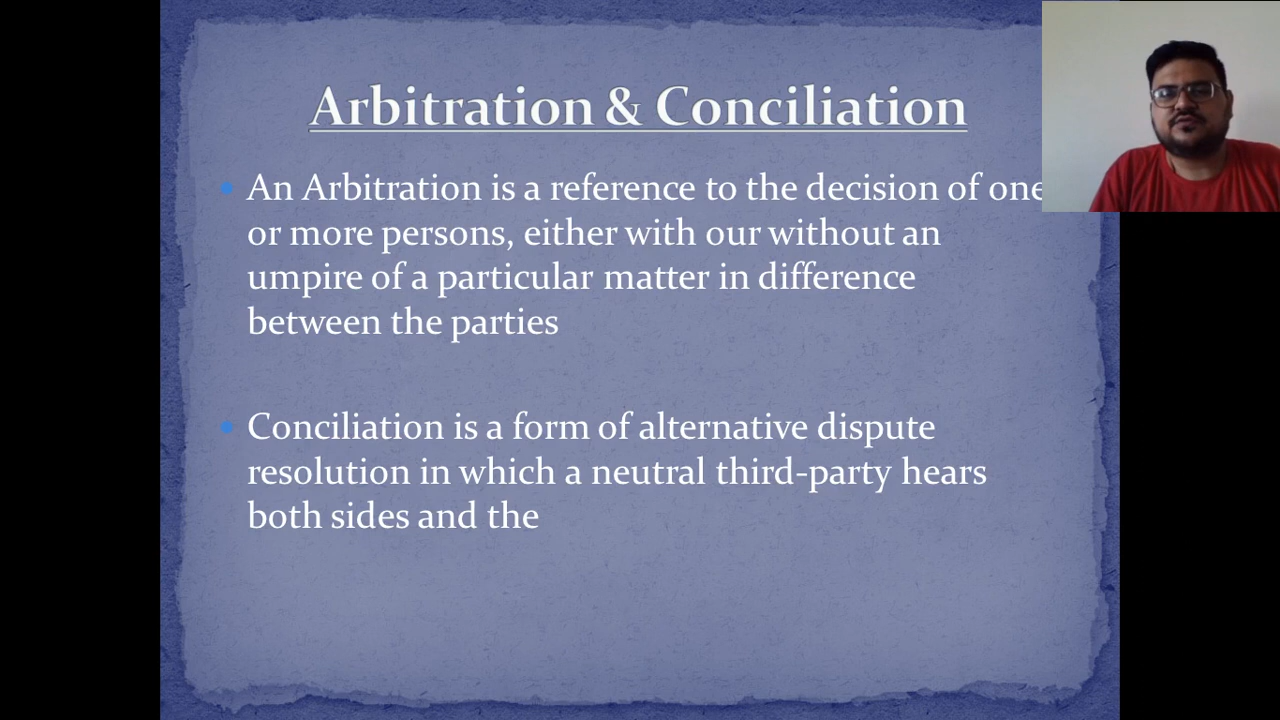 Arbitration & Conciliation
An Arbitration is a reference to the decision of one
or more persons, either with our without an
umpire of a particular matter in difference
between the parties
Conciliation is a form of alternative dispute
resolution in which a neutral third-party hears
both sides and the